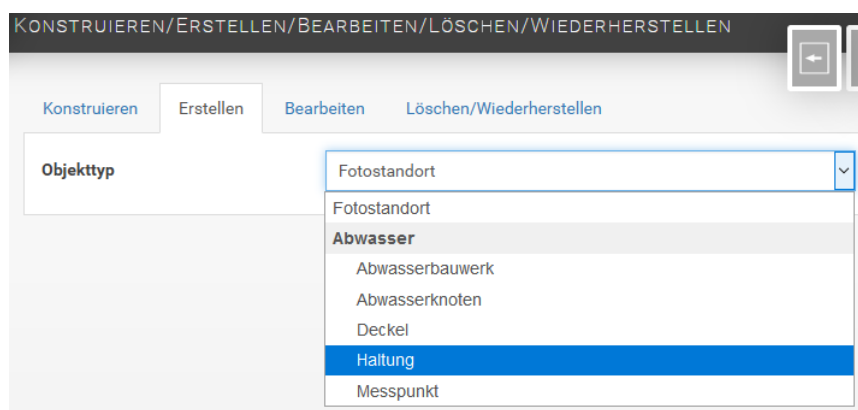 KONSTRUIEREN/ERSTELLEN/BEARBEITEN/LÖSCHEN/WIEDERHERSTELLEN
Konstruieren Erstellen Bearbeiten Löschen/Wiederherstellen
Objekttyp Fotostandort
Fotostandort
Abwasser
Abwasserbauwerk
Abwasserknoten
Deckel
Haltung
Messpunkt